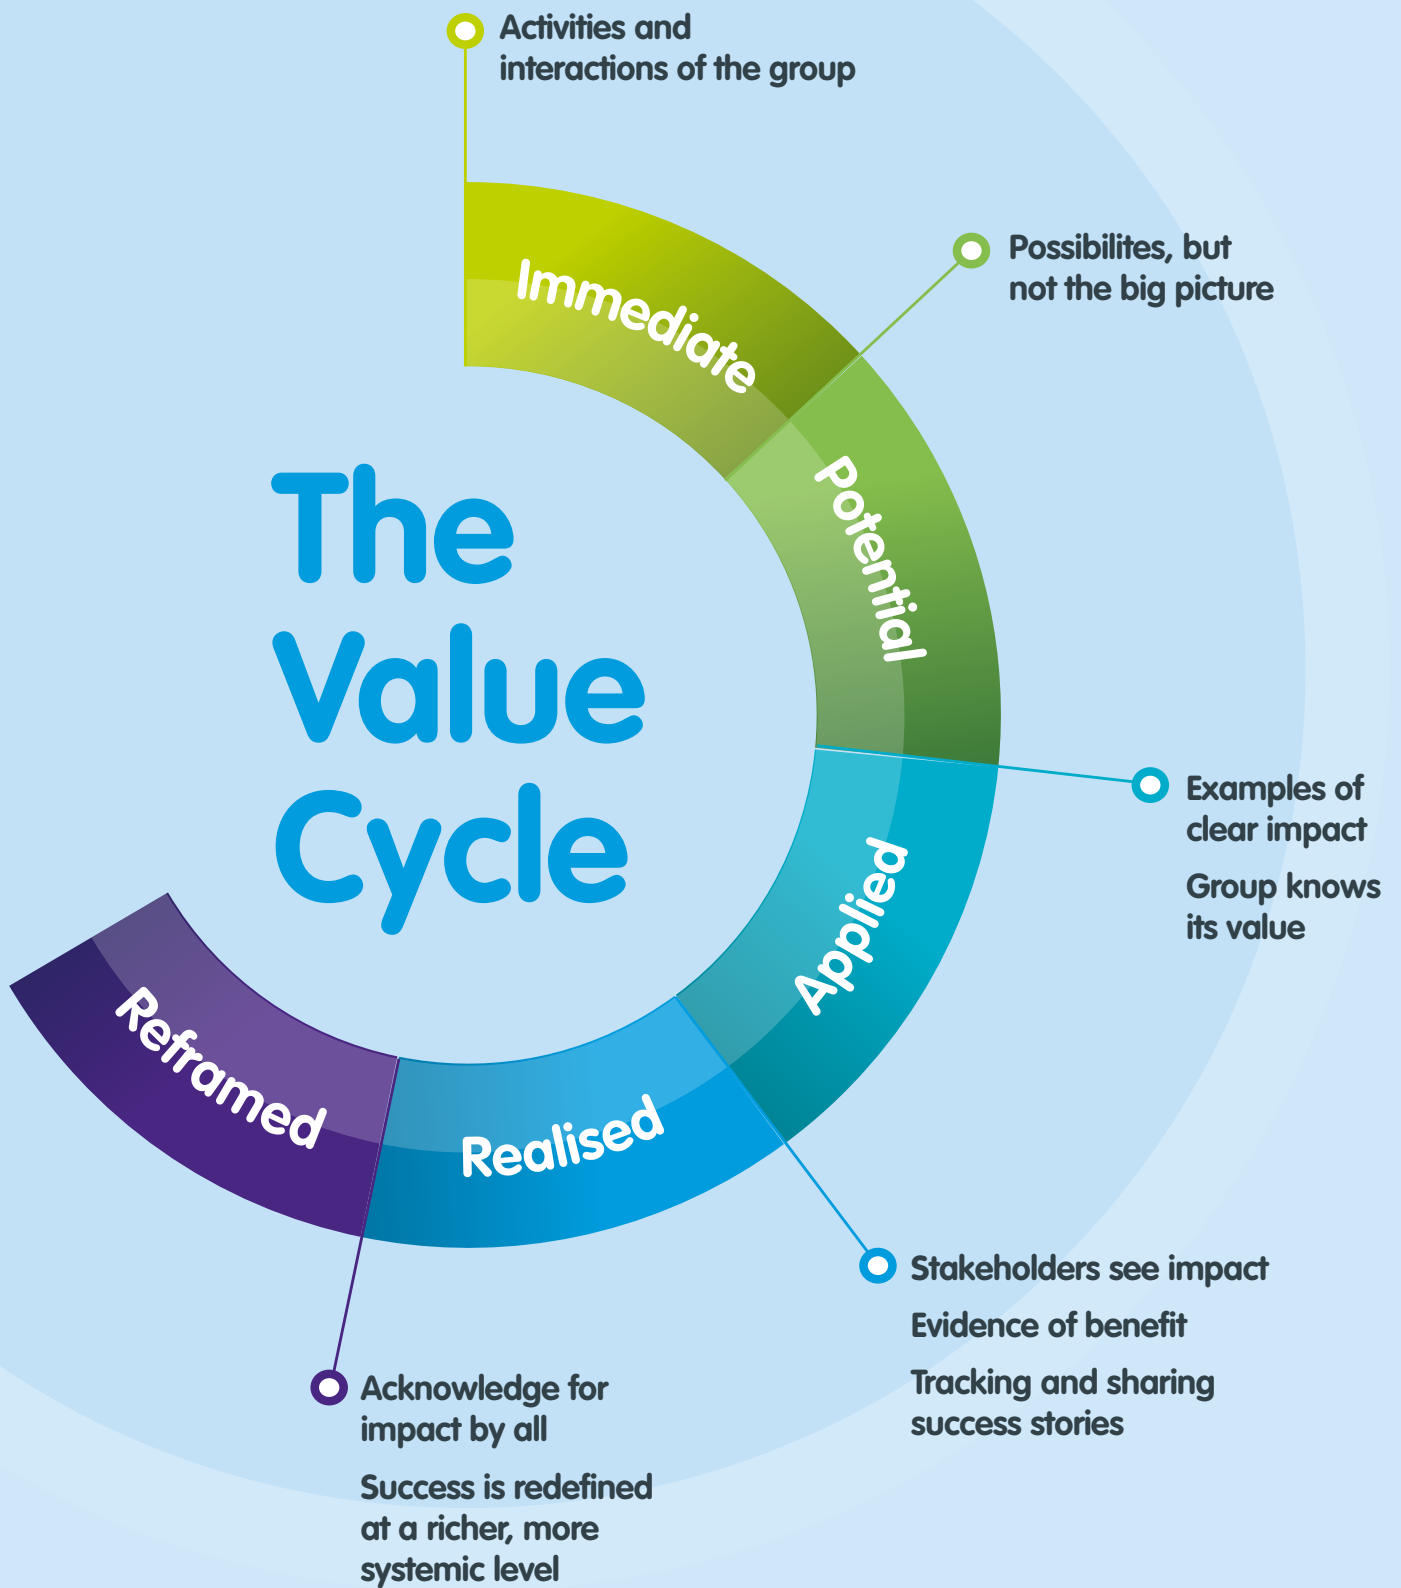 Activities and
interactions of the group
Immediate
Possibilites, but
not the big picture
Potential
The
Value
Cycle
Examples of
clear impact
Group knows
its value
Applied
Stakeholders see impact
Evidence of benefit
Tracking and sharing
success stories
Realised
Reframed
Acknowledge for
impact by all
Success is redefined
at a richer, more
systemic level